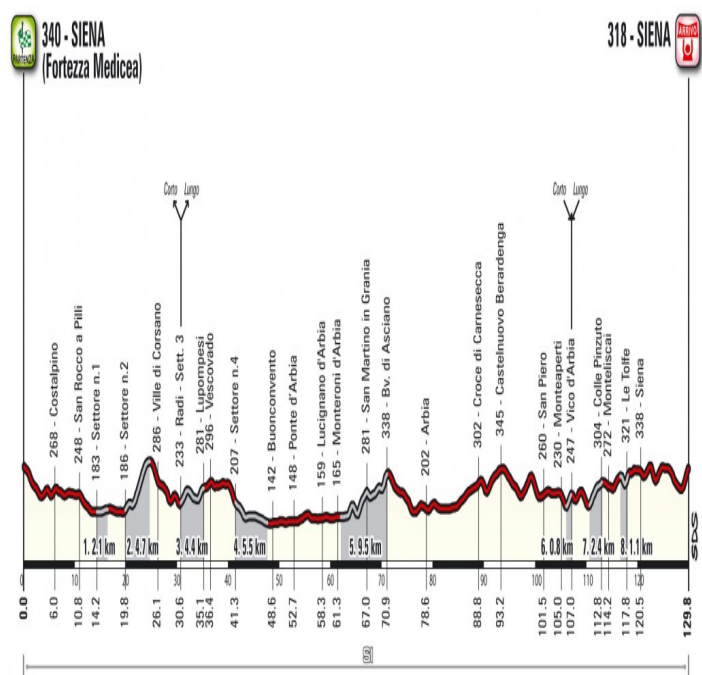 340 - SIENA
(Fortezza Medicea)
PARTENZA
318 - SIENA
ARRIVO
Corto Lungo
Corto Lungo
268 - Costalpino
248 - San Rocco a Pilli
183 - Settore n.1
186 - Settore n.2
286 - Ville di Corsano
233 - Radi - Sett. 3
281 - Lupompesi
296 - Vescovado
207 - Settore n.4
142 - Buonconvento
148 - Ponte d'Arbia
159 - Lucignano d'Arbia
165 - Monteroni d'Arbia
281 - San Martino in Grania
338 - Bv. di Asciano
202 - Arbia
302 - Croce di Carnesecca
345 - Castelnuovo Berardenga
260 - San Piero
230 - Monteaperti
247 - Vico d'Arbia
304 - Colle Pinzuto
272 - Monteliscai
321 - Le Tolfe
338 - Siena
1. 2.1 km
2. 4.7 km
3. 4.4 km
4. 5.5 km
5. 9.5 km
6. 0.8 km
7. 2.4 km
8. 1.1 km
SDS
0 10 20 30 40 50 60 70 80 90 100 110 120
0.0
6.0
10.8
14.2
19.8
26.1
30.6
35.1
36.4
41.3
48.6
52.7
58.3
61.3
67.0
70.9
78.6
88.8
93.2
101.5
105.0
107.0
112.8
114.2
117.8
120.5
129.8